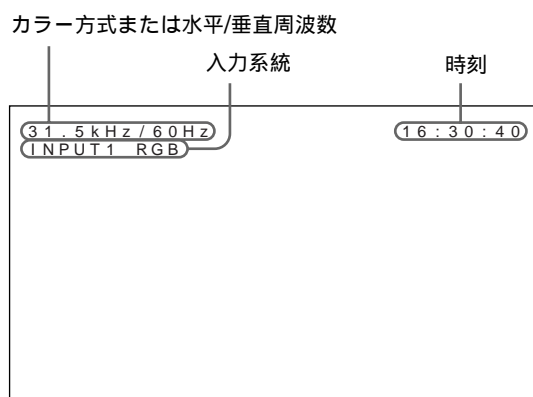 カラー方式または水平/垂直周波数
入力系統
時刻
31.5kHz/60Hz
16:30:40
INPUT1 RGB